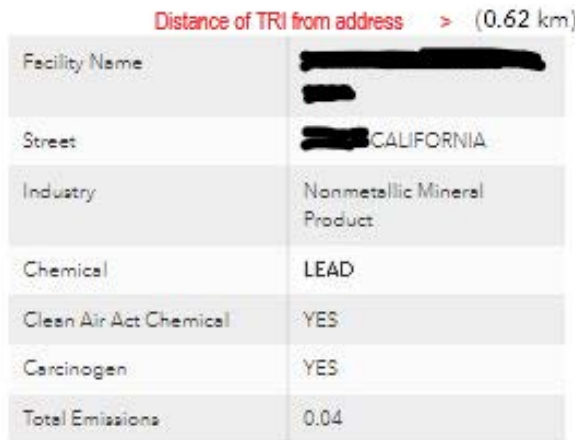 Distance of TRI from address > (0.62 km)
Facility Name
Street CALIFORNIA
Industry Nonmetallic Mineral
Product
Chemical LEAD
Clean Air Act Chemical YES
Carcinogen YES
Total Emissions 0.04